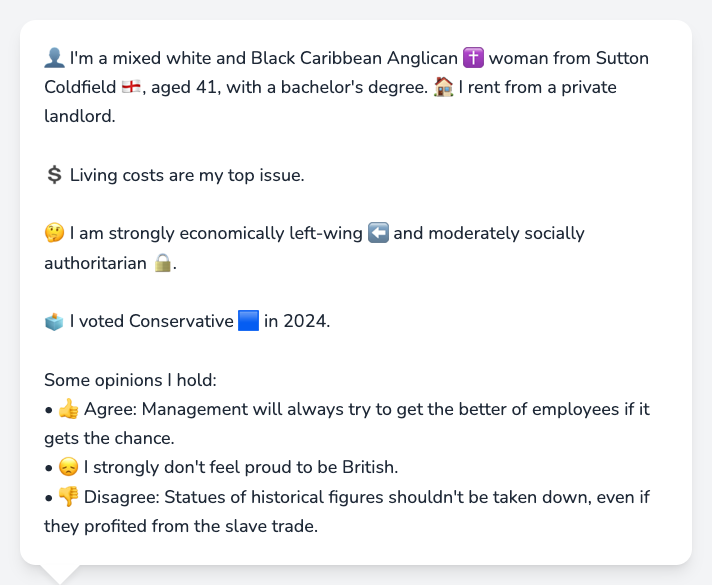 👤 I'm a mixed white and Black Caribbean Anglican ✝️ woman from Sutton
Coldfield 🏴󠁧󠁢󠁥󠁮󠁧󠁿, aged 41, with a bachelor's degree. 🏠 I rent from a private
landlord.
💲 Living costs are my top issue.
🤔 I am strongly economically left-wing ⬅️ and moderately socially
authoritarian 🔒.
🗳️ I voted Conservative 🟦 in 2024.
Some opinions I hold:
• 👍 Agree: Management will always try to get the better of employees if it
gets the chance.
• 😞 I strongly don't feel proud to be British.
• 👎 Disagree: Statues of historical figures shouldn't be taken down, even if
they profited from the slave trade.